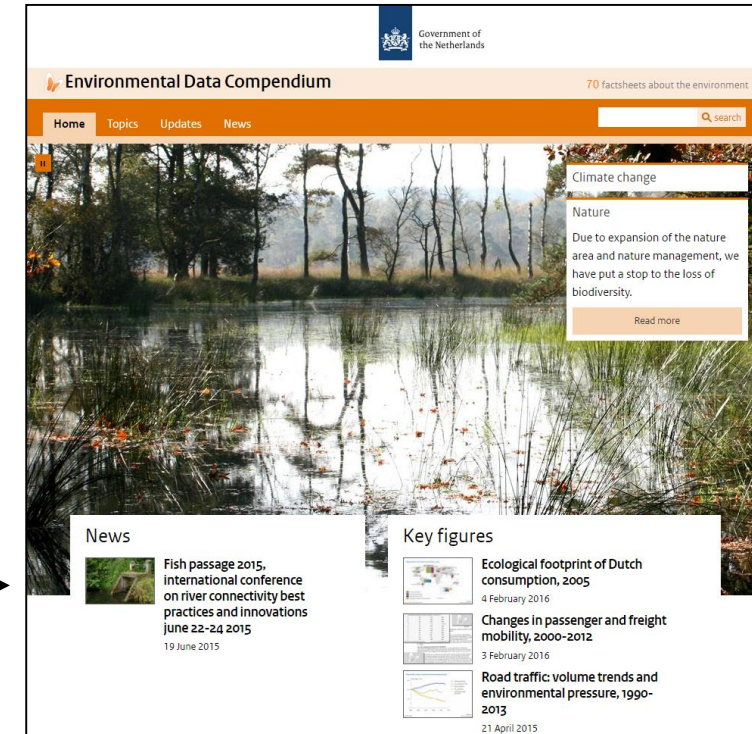 Government of
the Netherlands
Environmental Data Compendium
70 factsheets about the environment
Home Topics Updates News
search
Climate change
Nature
Due to expansion of the nature
area and nature management, we
have put a stop to the loss of
biodiversity.
Read more
News
Fish passage 2015,
international conference
on river connectivity best
practices and innovations
june 22-24 2015
19 June 2015
Key figures
Ecological footprint of Dutch
consumption, 2005
4 February 2016
Changes in passenger and freight
mobility, 2000-2012
3 February 2016
Road traffic: volume trends and
environmental pressure, 1990-
2013
21 April 2015